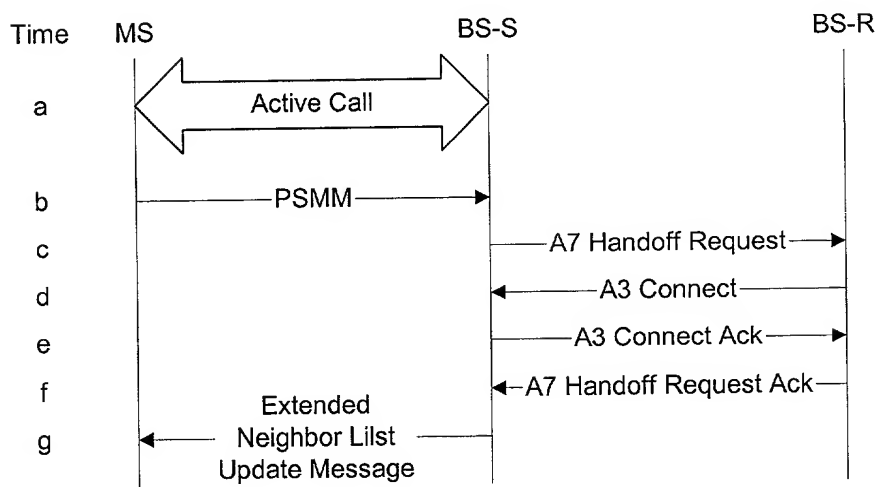 Time MS BS-S BS-R
a Active Call
b PSMM
c A7 Handoff Request
d A3 Connect
e A3 Connect Ack
f A7 Handoff Request Ack
Extended
g Neighbor Lilst
Update Message